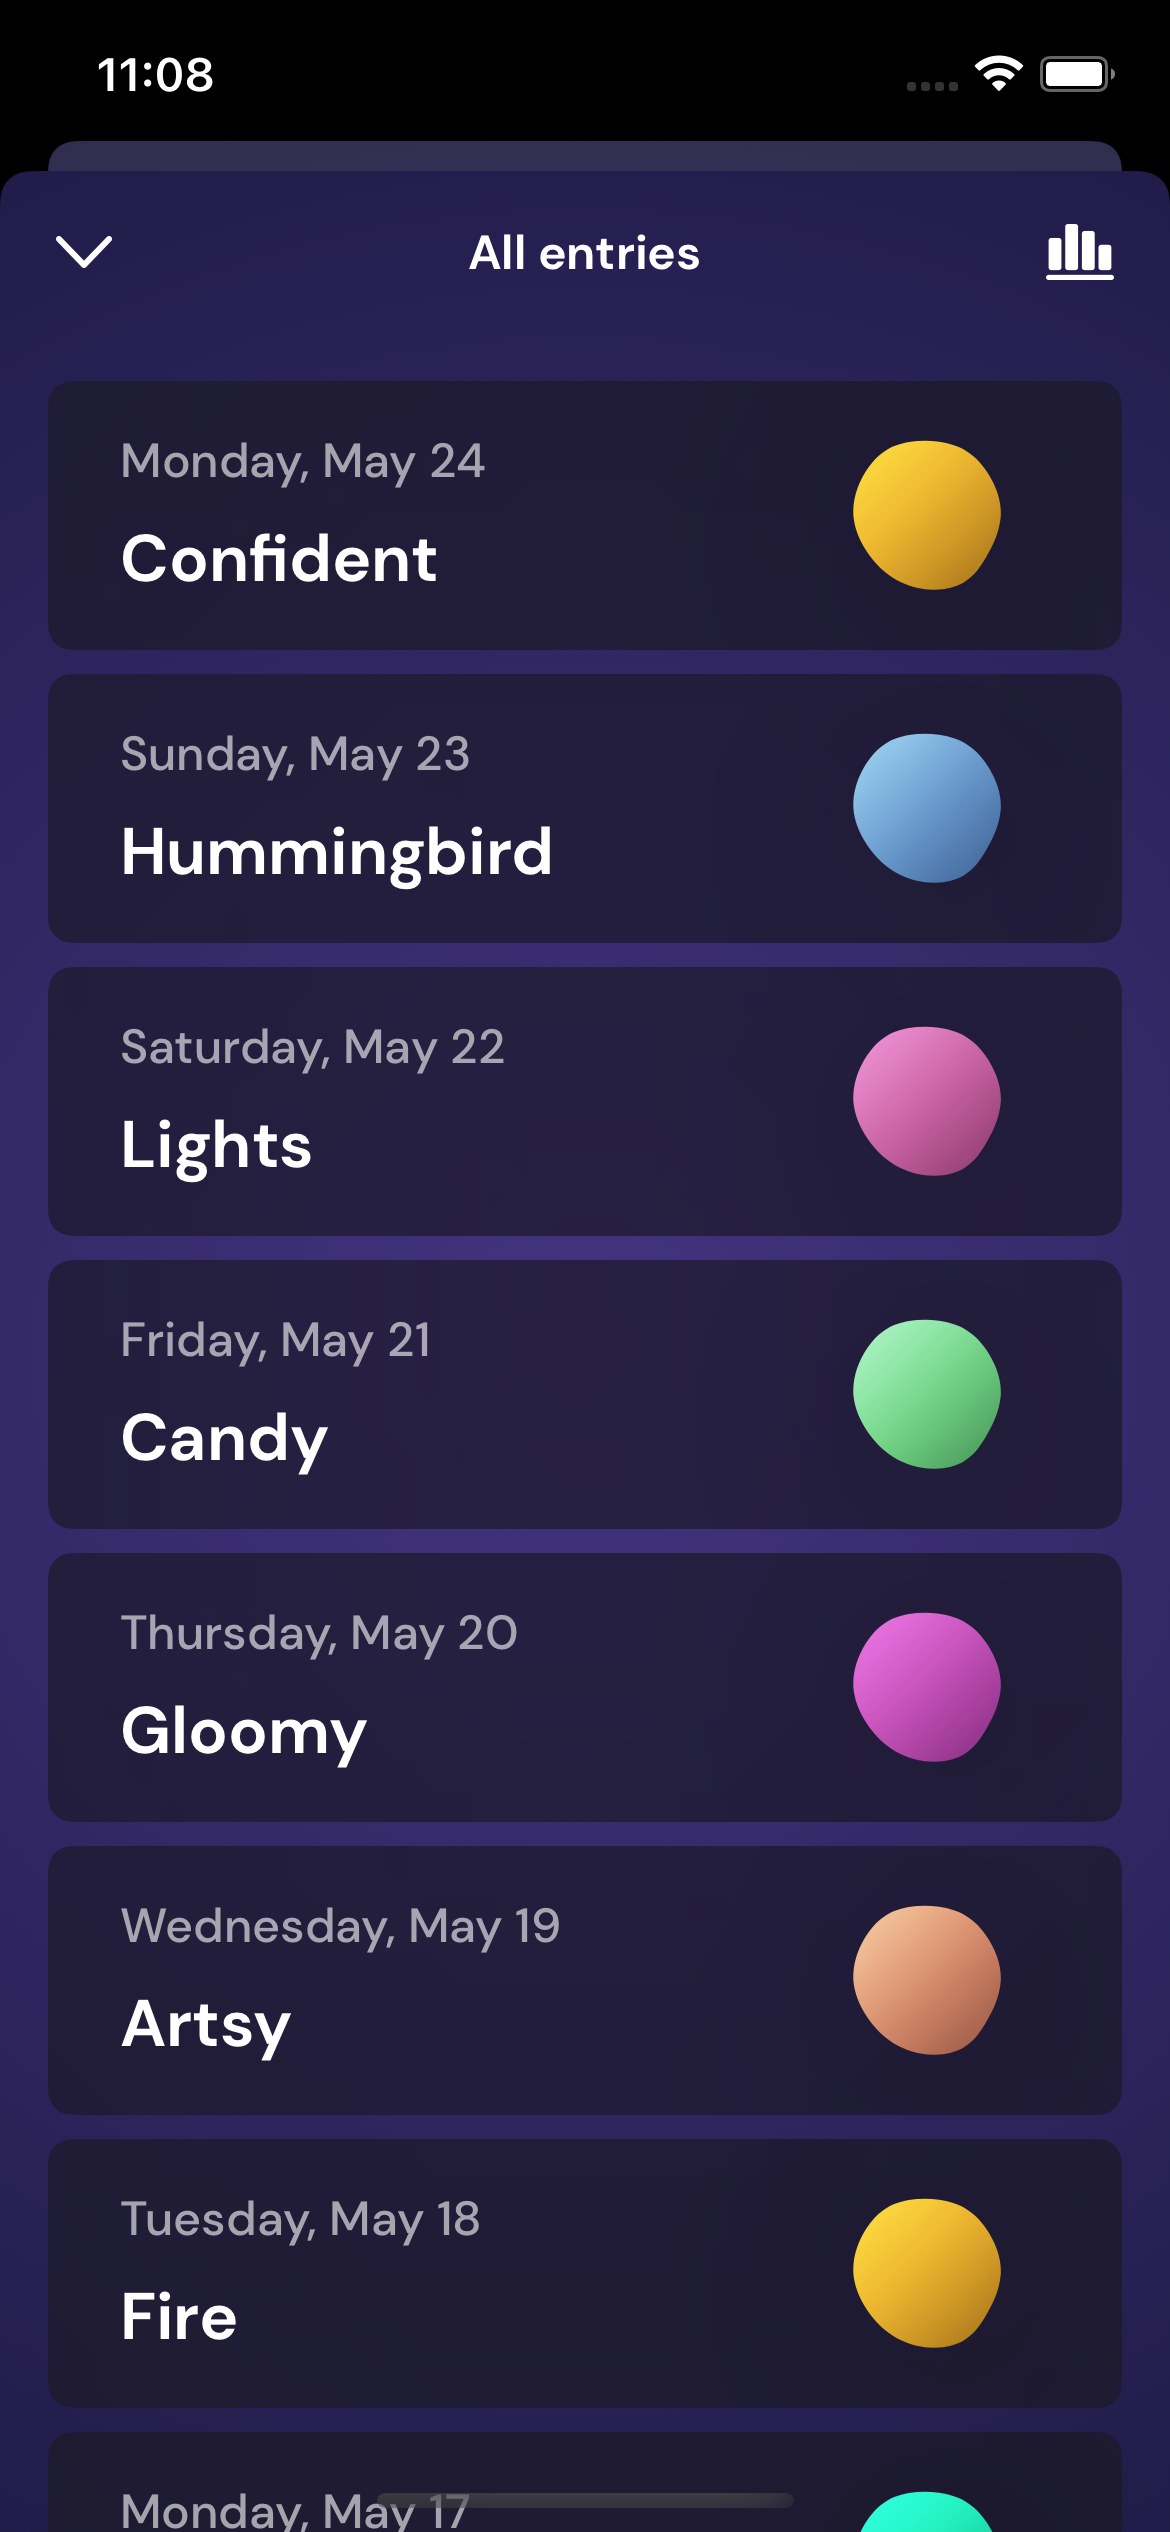 11:08
All entries
Monday, May 24
Confident
Sunday, May 23
Hummingbird
Saturday, May 22
Lights
Friday, May 21
Candy
Thursday, May 20
Gloomy
Wednesday, May 19
Artsy
Tuesday, May 18
Fire
Monday, May 17